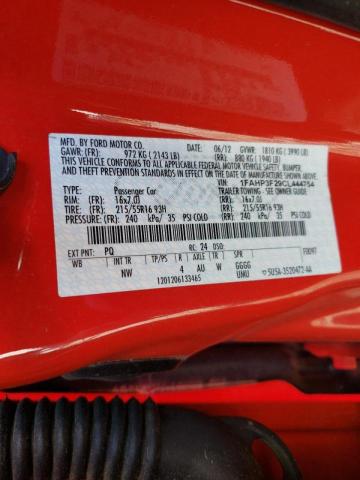 MFD. BY FORD MOTOR CO.
DATE: 06/12 GVWR: 1810 KG ( 3990 LB)
GAWR: (FR): 972 KG ( 2143 LB) (RR): 880 KG ( 1940 LB)
THIS VEHICLE CONFORMS TO ALL APPLICABLE FEDERAL MOTOR VEHICLE SAFETY, BUMPER,
AND THEFT PREVENTION STANDARDS IN EFFECT ON THE DATE OF MANUFACTURE SHOWN ABOVE.
VIN: 1FAHP3F29CL444754
TYPE: Passenger Car TRAILER TOWING - SEE OWNER GUIDE
RIM: (FR): 16x7.0J (RR): 16x7.0J
TIRE: (FR): 215/55R16 93H (RR): 215/55R16 93H
PRESSURE: (FR): 240 kPa/ 35 PSI COLD (RR): 240 kPa/ 35 PSI COLD
EXT PNT: PQ RC: 24 DSO:
WB INT TR TP/PS R AXLE TR SPR
NW 4 AU W GGGG
1201206133465 UNU 5U5A-3520472-AA